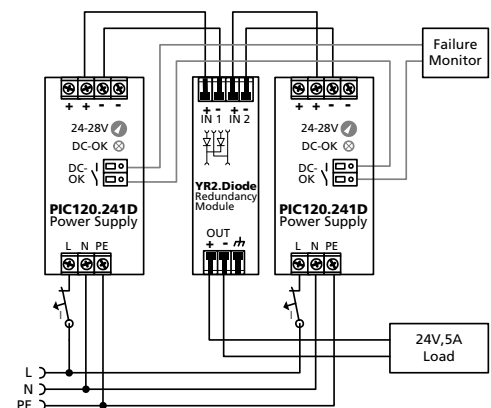 Failure
Monitor
+ + - -
24-28V
DC-OK
DC-
OK
PIC120.241D
Power Supply
L N PE
I
+ - + -
IN 1 IN 2
YR2.Diode
Redundancy
Module
OUT
+ -
+ + - -
24-28V
DC-OK
DC-
OK
PIC120.241D
Power Supply
L N PE
I
24V,5A
Load
L
N
PE